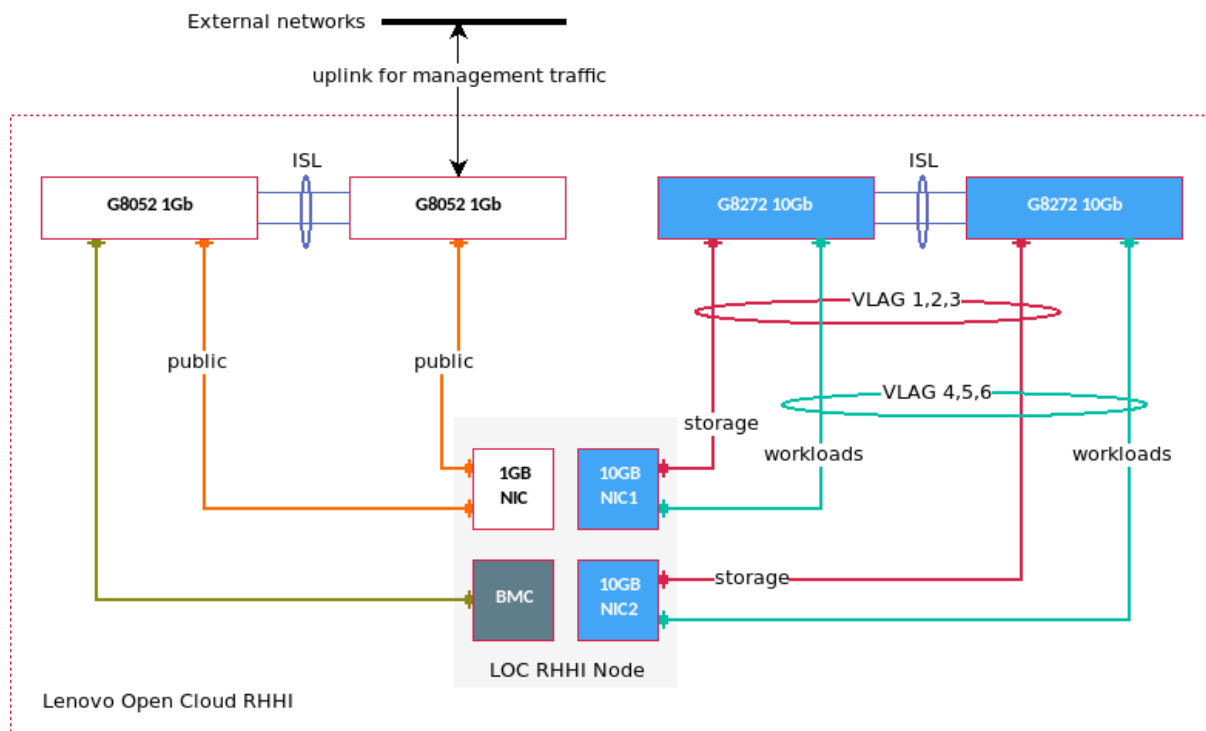 External networks
uplink for management traffic
ISL
ISL
G8052 1Gb
G8052 1Gb
G8272 10Gb
G8272 10Gb
VLAG 1,2,3
public
public
VLAG 4,5,6
storage
workloads
workloads
1GB
NIC
10GB
NIC1
storage
BMC
10GB
NIC2
LOC RHHI Node
Lenovo Open Cloud RHHI